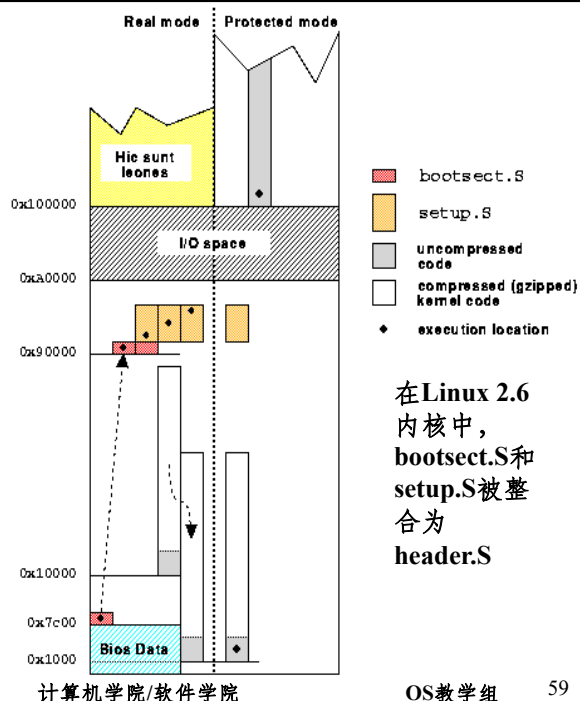 Real mode Protected mode
Hic sunt
leones
0x100000
I/O space
0xA0000
0x90000
0x10000
0x7c00
Bios Data
0x1000
bootsect.S
setup.S
uncompressed
code
compressed (gzipped)
kernel code
execution location
在Linux 2.6
内核中，
bootsect.S和
setup.S被整
合为
header.S
计算机学院/软件学院
OS教学组
59